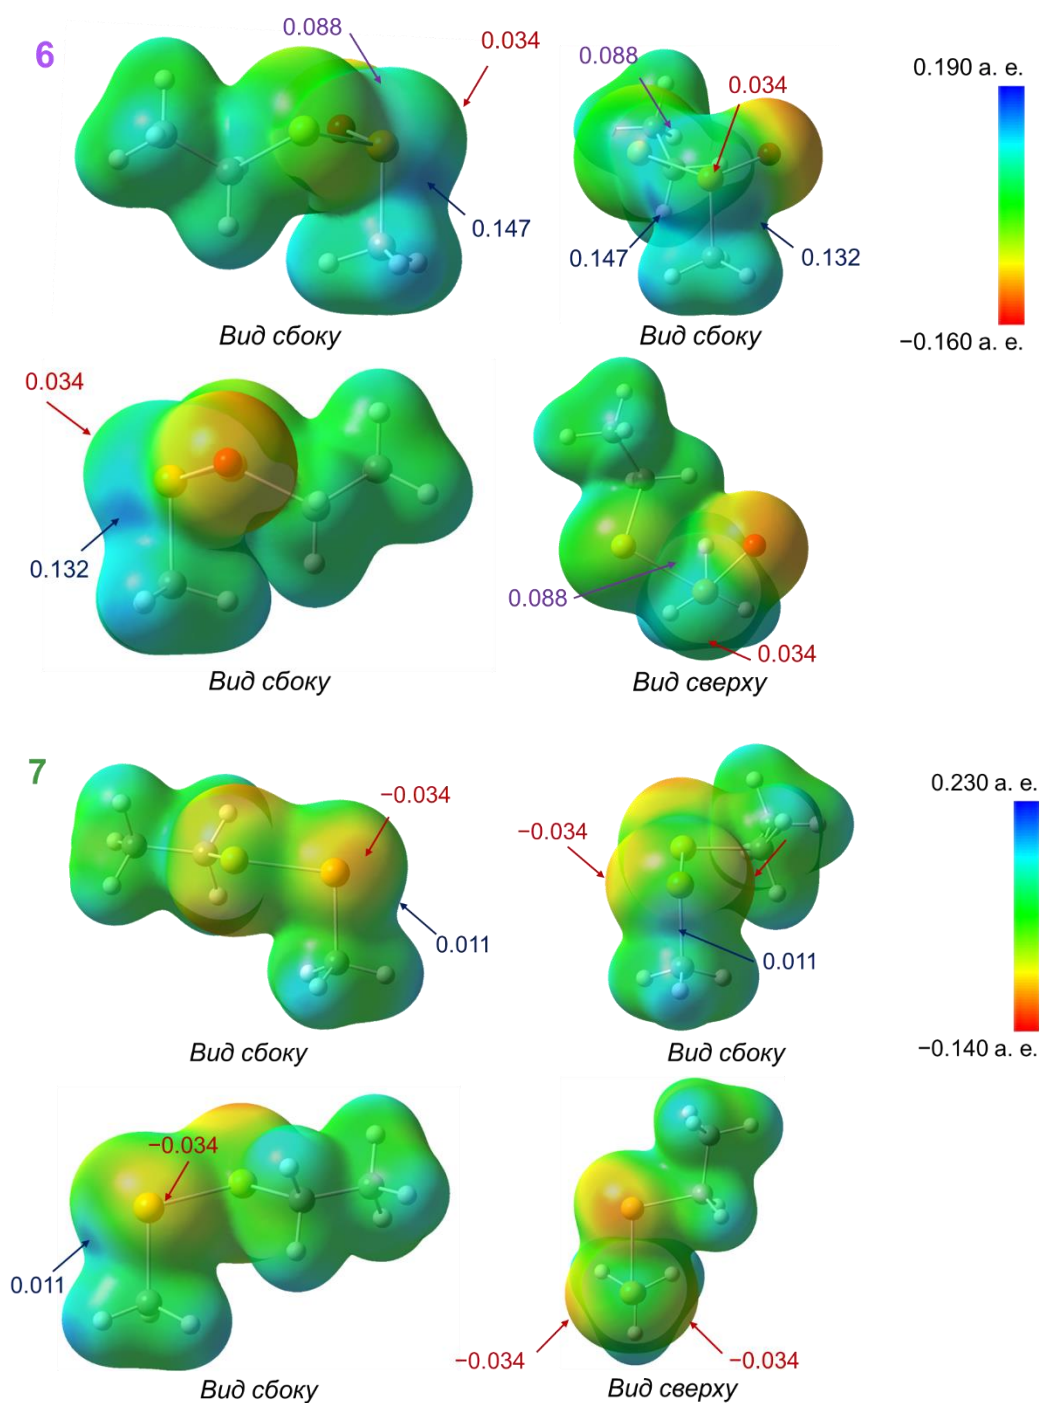 6
0.088
0.034
0.147
Вид сбоку
0.088
0.034
0.147
0.132
Вид сбоку
0.190 а. е.
−0.160 а. е.
0.034
0.132
Вид сбоку
0.088
0.034
Вид сверху
7
−0.034
0.011
Вид сбоку
−0.034
0.011
Вид сбоку
0.230 а. е.
−0.140 а. е.
−0.034
0.011
Вид сбоку
−0.034
−0.034
Вид сверху